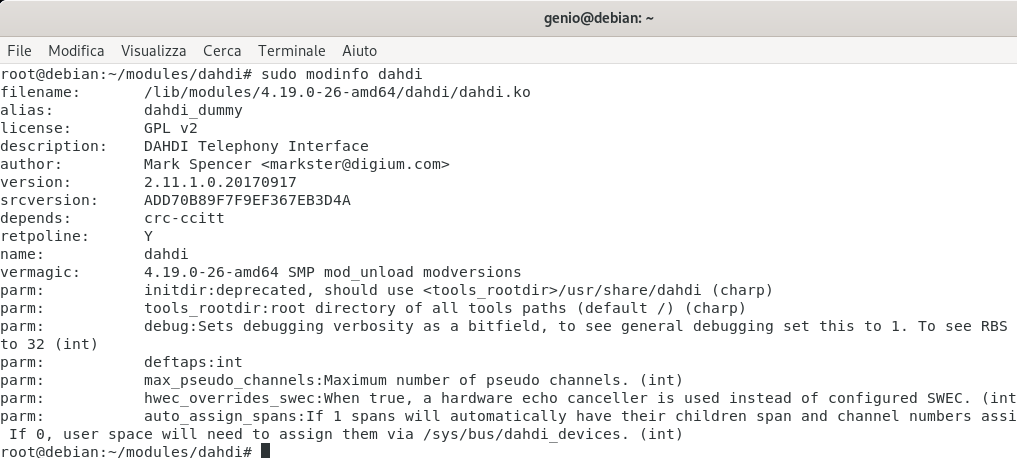 genio@debian: ~
File Modifica Visualizza Cerca Terminale Aiuto
root@debian:~/modules/dahdi# sudo modinfo dahdi
filename:       /lib/modules/4.19.0-26-amd64/dahdi/dahdi.ko
alias:          dahdi_dummy
license:        GPL v2
description:    DAHDI Telephony Interface
author:         Mark Spencer <markster@digium.com>
version:        2.11.1.0.20170917
srcversion:     ADD70B89F7F9EF367EB3D4A
depends:        crc-ccitt
retpoline:      Y
name:           dahdi
vermagic:       4.19.0-26-amd64 SMP mod_unload modversions
parm:           initdir:deprecated, should use <tools_rootdir>/usr/share/dahdi (charp)
parm:           tools_rootdir:root directory of all tools paths (default /) (charp)
parm:           debug:Sets debugging verbosity as a bitfield, to see general debugging set this to 1. To see RBS
to 32 (int)
parm:           deftaps:int
parm:           max_pseudo_channels:Maximum number of pseudo channels. (int)
parm:           hwec_overrides_swec:When true, a hardware echo canceller is used instead of configured SWEC. (int
parm:           auto_assign_spans:If 1 spans will automatically have their children span and channel numbers assi
 If 0, user space will need to assign them via /sys/bus/dahdi_devices. (int)
root@debian:~/modules/dahdi#